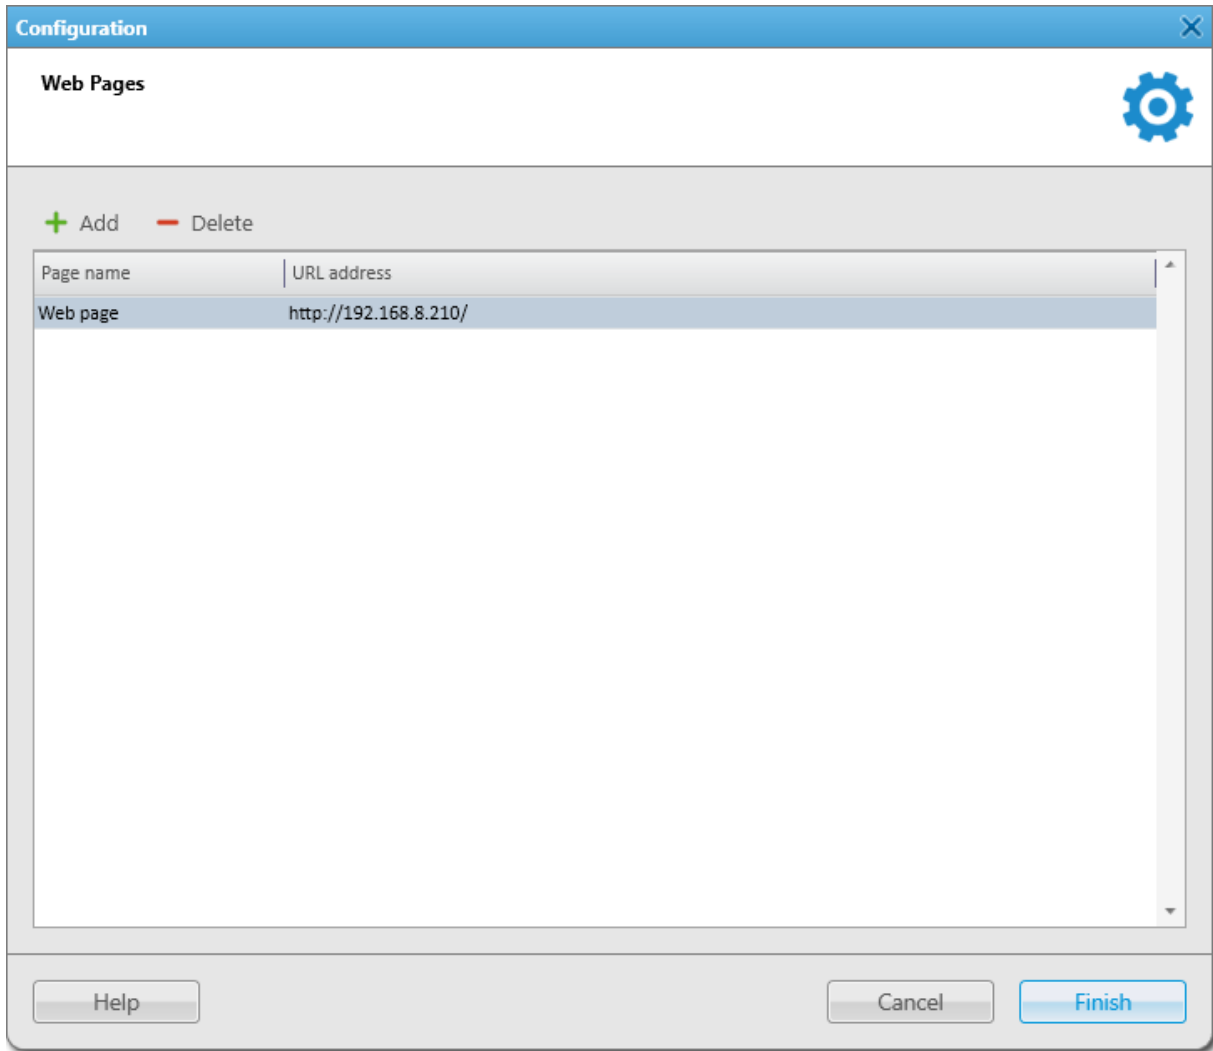 Configuration
Web Pages
Add Delete
Page name URL address
Web page http://192.168.8.210/
Help Cancel Finish